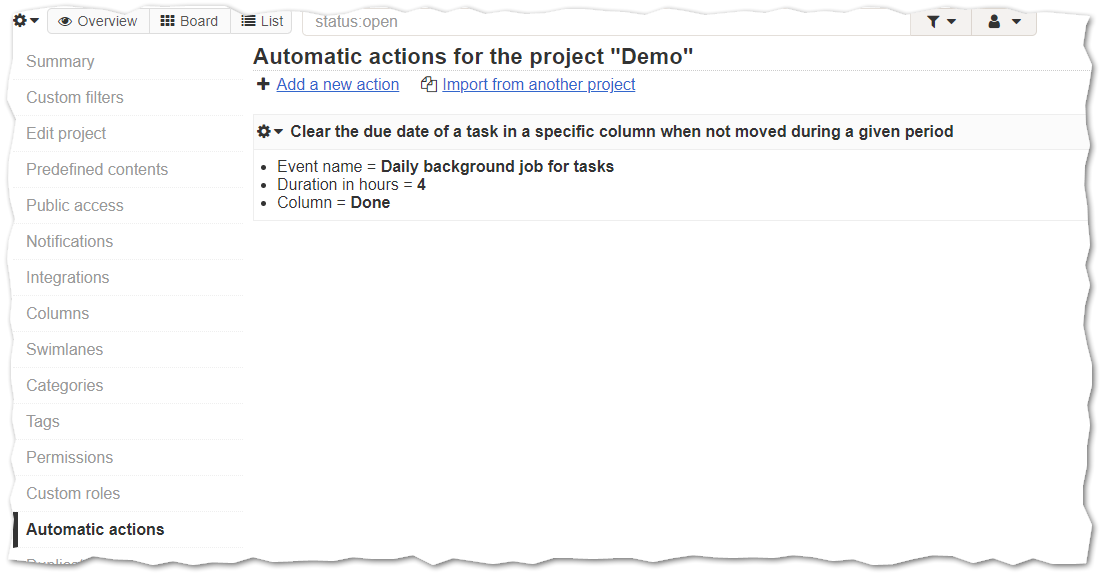 Overview Board List status:open
Automatic actions for the project "Demo"
Add a new action Import from another project
Clear the due date of a task in a specific column when not moved during a given period
Event name = Daily background job for tasks
Duration in hours = 4
Column = Done
Summary
Custom filters
Edit project
Predefined contents
Public access
Notifications
Integrations
Columns
Swimlanes
Categories
Tags
Permissions
Custom roles
Automatic actions